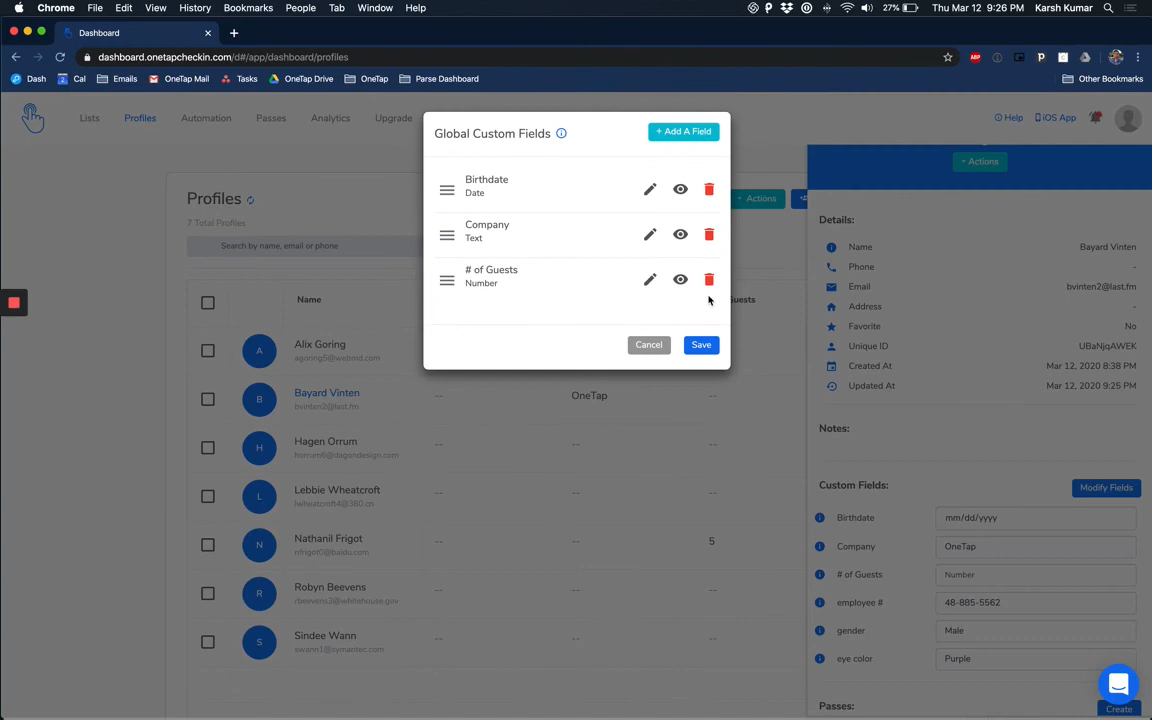 Chrome File Edit View History Bookmarks People Tab Window Help 27% Thu Mar 12 9:26 PM Karsh Kumar
Dashboard
dashboard.onetapcheckin.com/d#/app/dashboard/profiles
Dash Cal Emails OneTap Mail Tasks OneTap Drive OneTap Parse Dashboard Other Bookmarks
Lists Profiles Automation Passes Analytics Upgrade Help iOS App
Global Custom Fields + Add A Field
Birthdate
Date
Company
Text
# of Guests
Number
Cancel Save
Profiles
7 Total Profiles
Actions
Search by name, email or phone
Name uests
A Alix Goring
agoring5@webmd.com
B Bayard Vinten -- OneTap --
bvinten2@last.fm
H Hagen Orrum -- -- --
horrum6@dagondesign.com
L Lebbie Wheatcroft -- -- --
lwheatcroft4@360.cn
N Nathanil Frigot -- -- 5
nfrigot0@baidu.com
R Robyn Beevens -- -- --
rbeevens3@whitehouse.gov
S Sindee Wann -- -- --
swann1@symantec.com
Actions
Details:
Name Bayard Vinten
Phone -
Email bvinten2@last.fm
Address -
Favorite No
Unique ID UBaNjqAWEK
Created At Mar 12, 2020 8:38 PM
Updated At Mar 12, 2020 9:25 PM
Notes:
Custom Fields: Modify Fields
Birthdate mm/dd/yyyy
Company OneTap
# of Guests Number
employee # 48-885-5562
gender Male
eye color Purple
Passes: Create